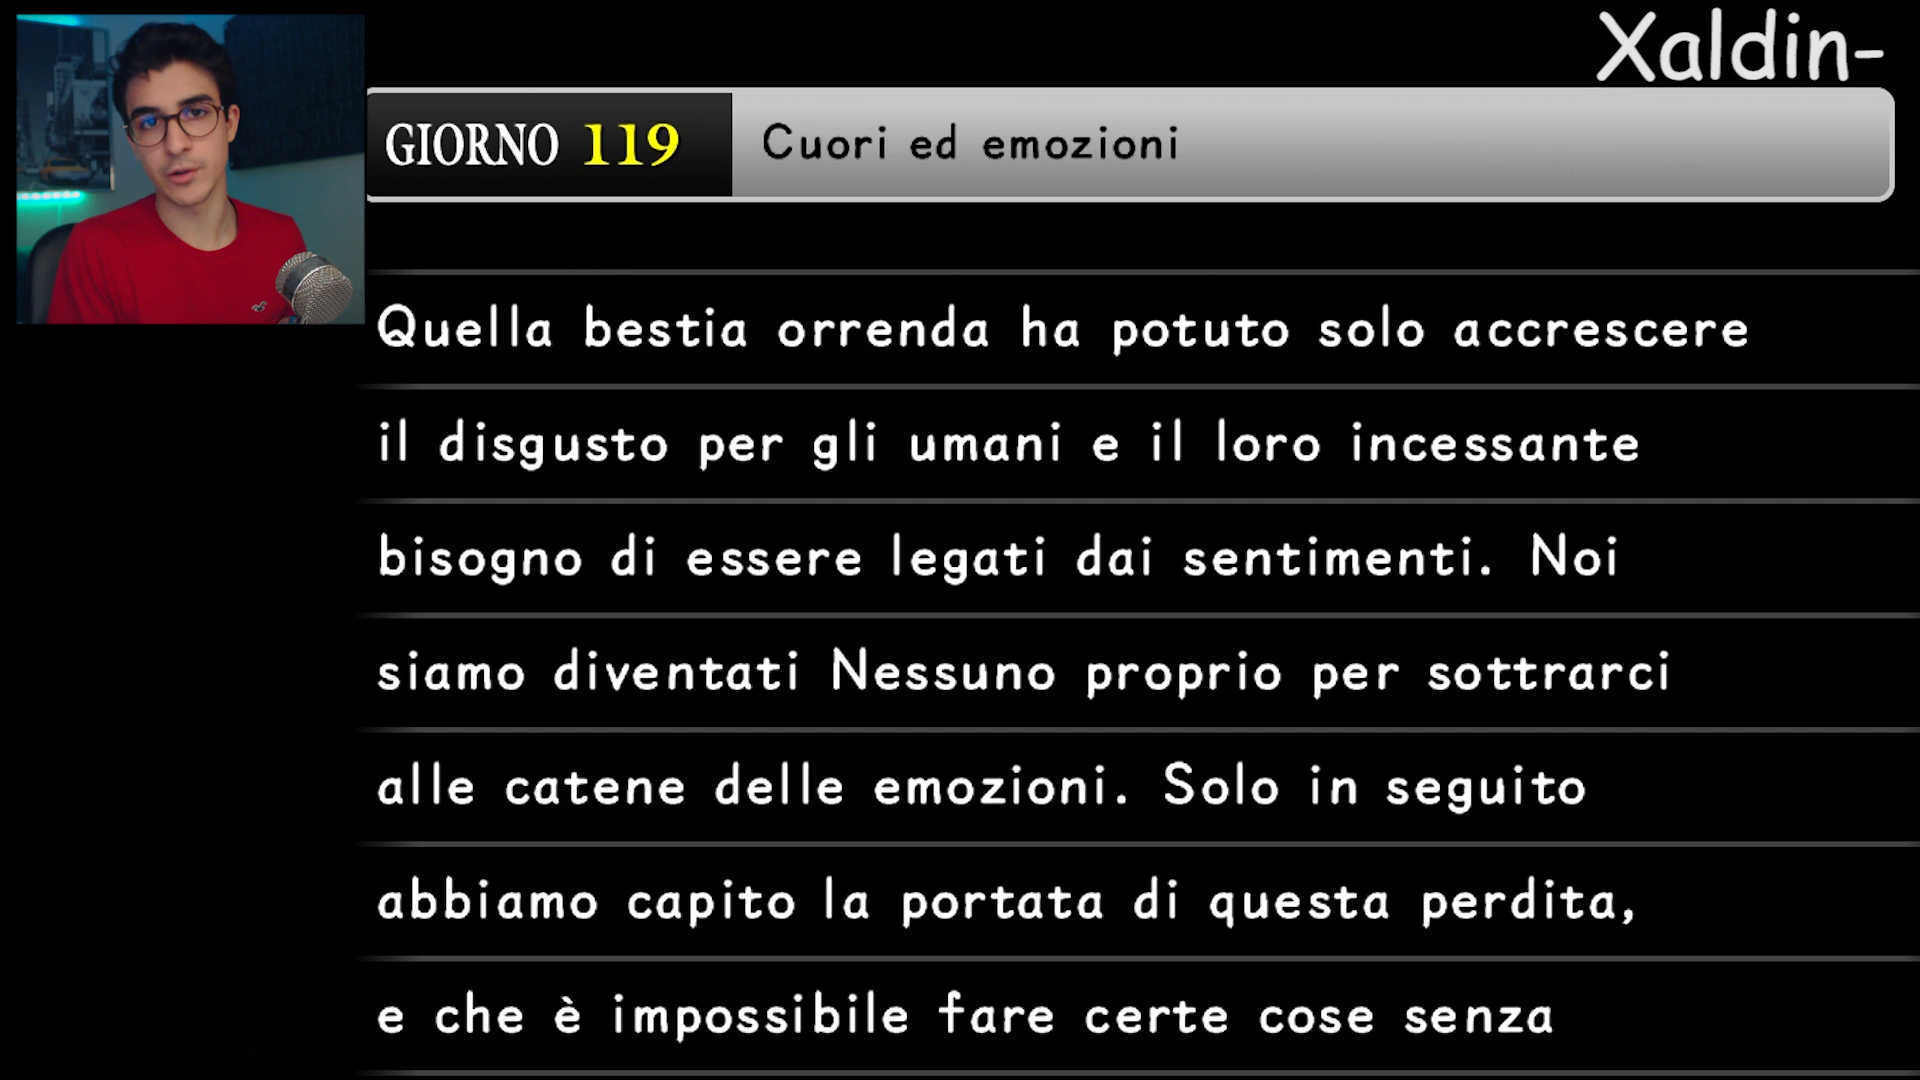 Xaldin-
GIORNO 119 Cuori ed emozioni
Quella bestia orrenda ha potuto solo accrescere
il disgusto per gli umani e il loro incessante
bisogno di essere legati dai sentimenti. Noi
siamo diventati Nessuno proprio per sottrarci
alle catene delle emozioni. Solo in seguito
abbiamo capito la portata di questa perdita,
e che è impossibile fare certe cose senza